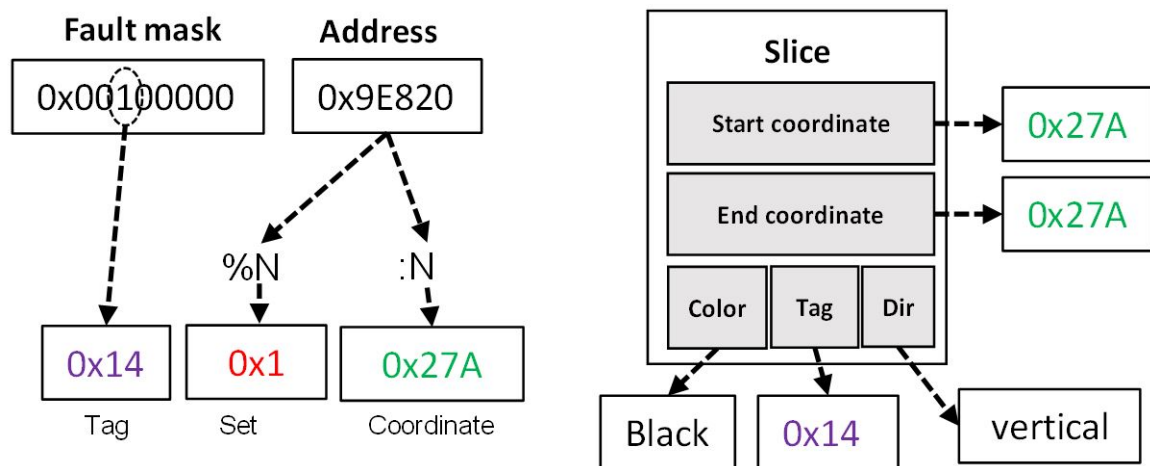 Fault mask
Address
0x00100000
0x9E820
%N
:N
0x14
0x1
0x27A
Tag
Set
Coordinate
Slice
Start coordinate
0x27A
End coordinate
0x27A
Color
Tag
Dir
Black
0x14
vertical